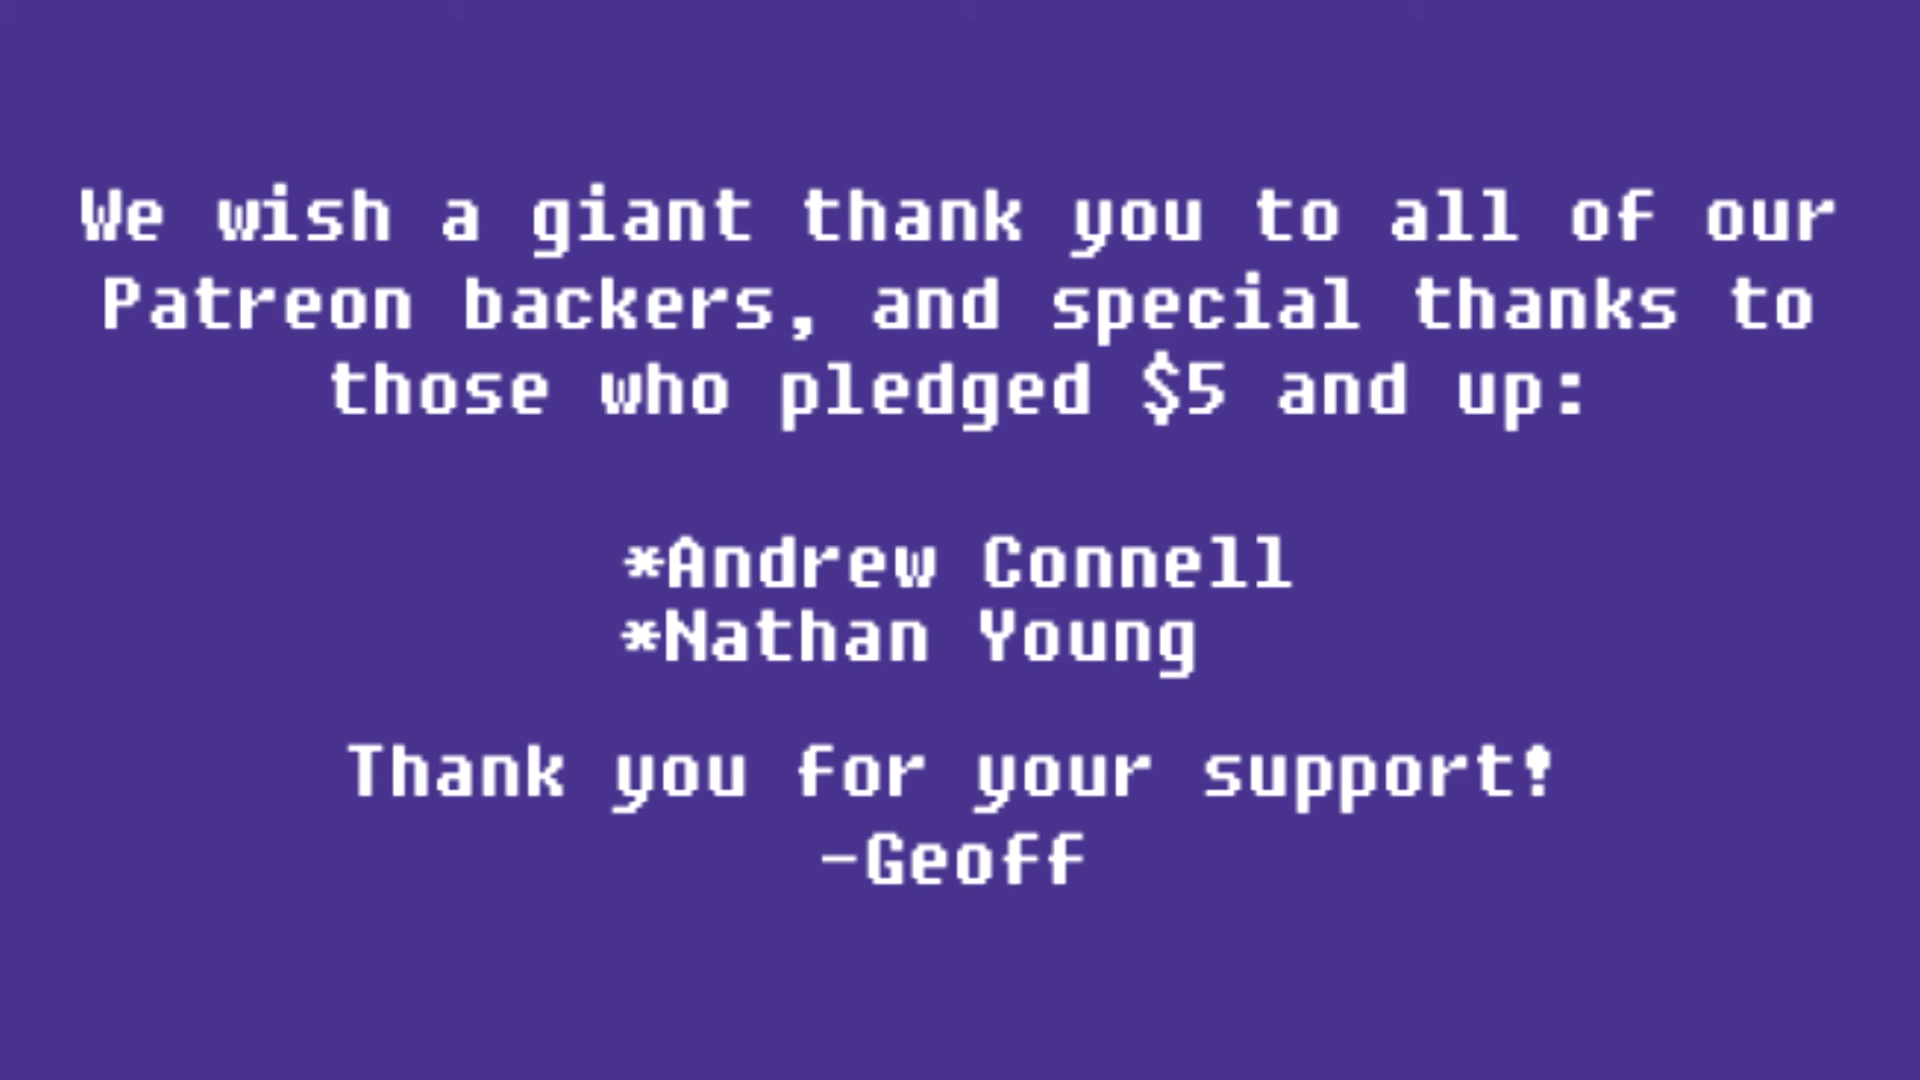 We wish a giant thank you to all of our
Patreon backers, and special thanks to
those who pledged $5 and up:
*Andrew Connell
*Nathan Young
Thank you for your support!
-Geoff